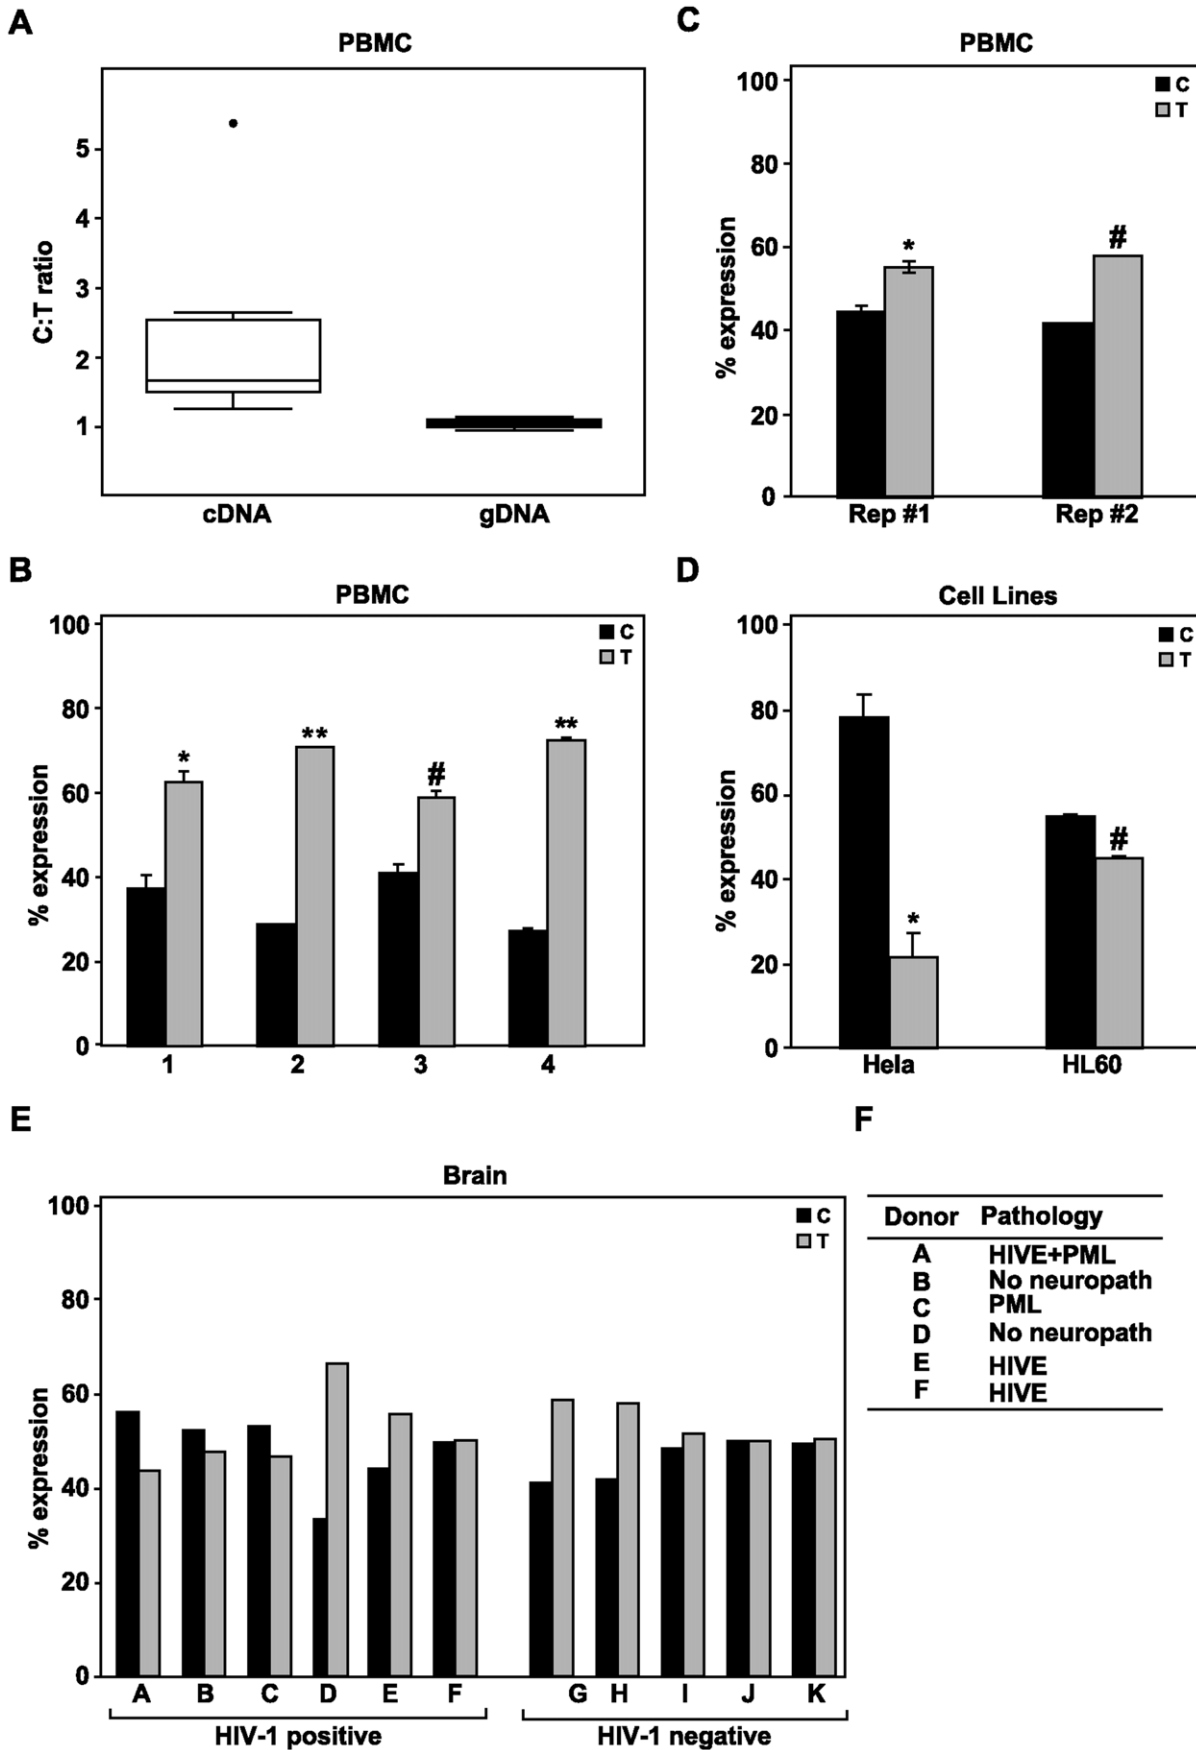 A
PBMC
C:T ratio
5
4
3
2
1
cDNA
gDNA
C
PBMC
% expression
100
80
60
40
20
0
C
T
*
#
Rep #1
Rep #2
B
PBMC
% expression
100
80
60
40
20
0
C
T
*
**
#
**
1
2
3
4
D
Cell Lines
% expression
100
80
60
40
20
0
C
T
*
#
Hela
HL60
E
Brain
% expression
100
80
60
40
20
0
C
T
A B C D E F G H I J K
HIV-1 positive
HIV-1 negative
F
Donor Pathology
A HIVE+PML
B No neuropath
C PML
D No neuropath
E HIVE
F HIVE